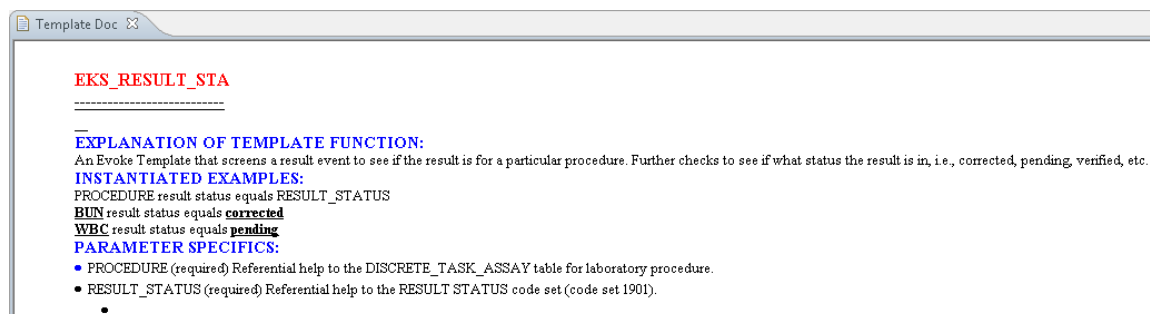 Template Doc
EKS_RESULT_STA
---------------------------
EXPLANATION OF TEMPLATE FUNCTION:
An Evoke Template that screens a result event to see if the result is for a particular procedure. Further checks to see if what status the result is in, i.e., corrected, pending, verified, etc.
INSTANTIATED EXAMPLES:
PROCEDURE result status equals RESULT_STATUS
BUN result status equals corrected
WBC result status equals pending
PARAMETER SPECIFICS:
• PROCEDURE (required) Referential help to the DISCRETE_TASK_ASSAY table for laboratory procedure.
• RESULT_STATUS (required) Referential help to the RESULT STATUS code set (code set 1901).